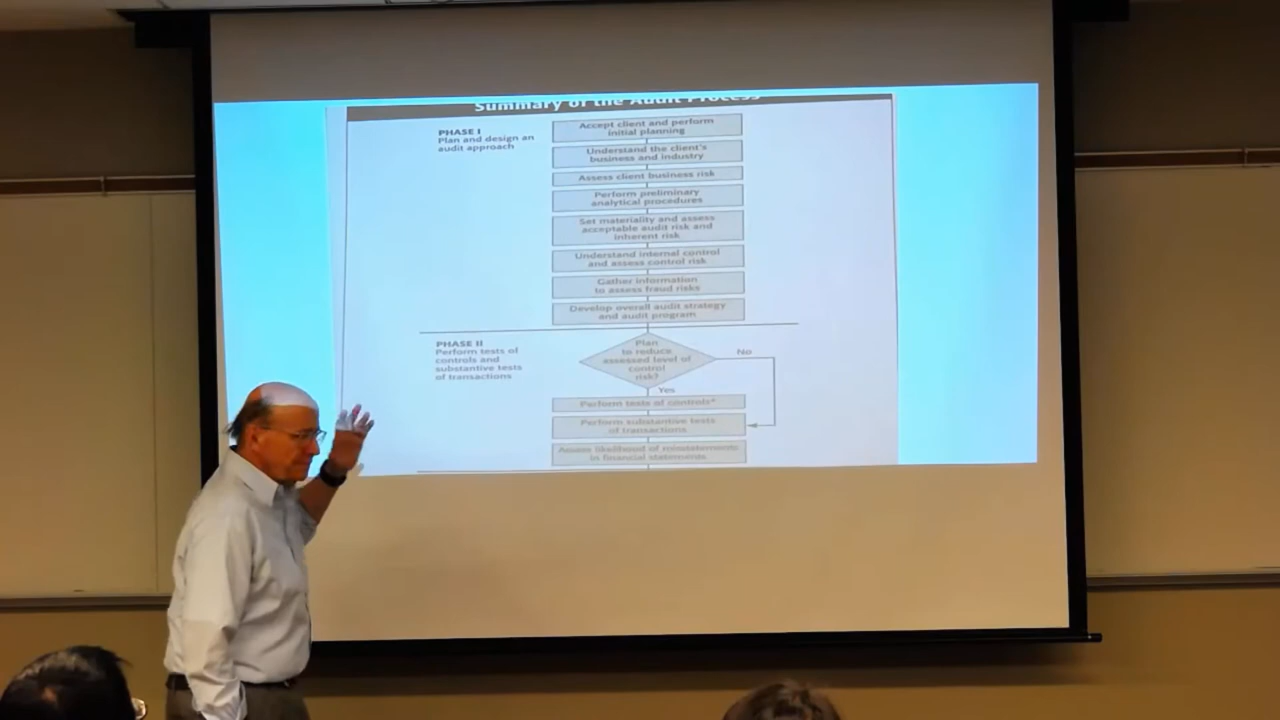 Summary of the Audit Process
PHASE I
Plan and design an
audit approach
Accept client and perform
initial planning
Understand the client's
business and industry
Assess client business risk
Perform preliminary
analytical procedures
Set materiality and assess
acceptable audit risk and
inherent risk
Understand internal control
and assess control risk
Gather information
to assess fraud risks
Develop overall audit strategy
and audit program
PHASE II
Perform tests of
controls and
substantive tests
of transactions
Plan
to reduce
assessed level of
control
risk?
No
Yes
Perform tests of controls*
Perform substantive tests
of transactions
Assess likelihood of misstatements
in financial statements